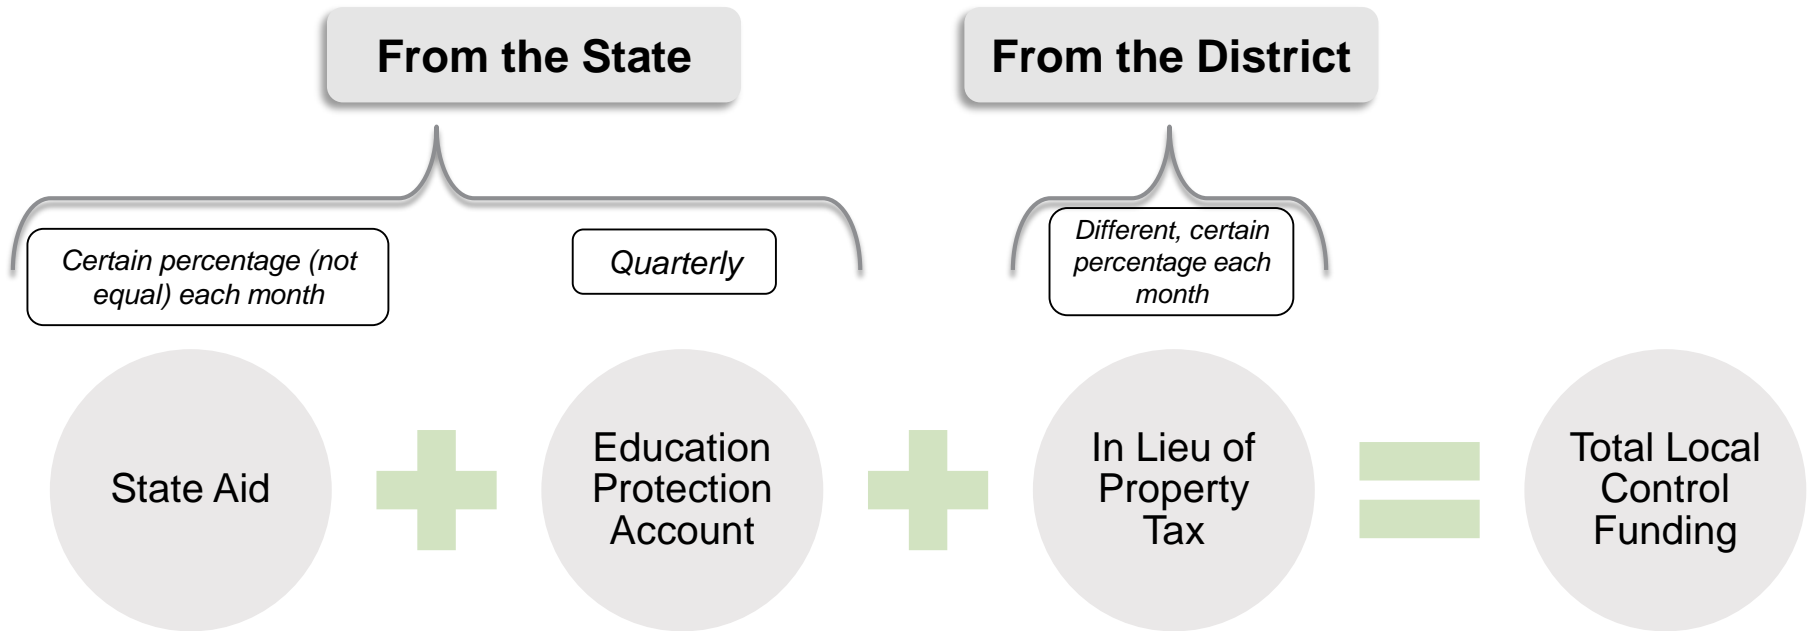 From the State
From the District
Certain percentage (not
equal) each month
Quarterly
Different, certain
percentage each
month
State Aid
Education
Protection
Account
In Lieu of
Property
Tax
Total Local
Control
Funding